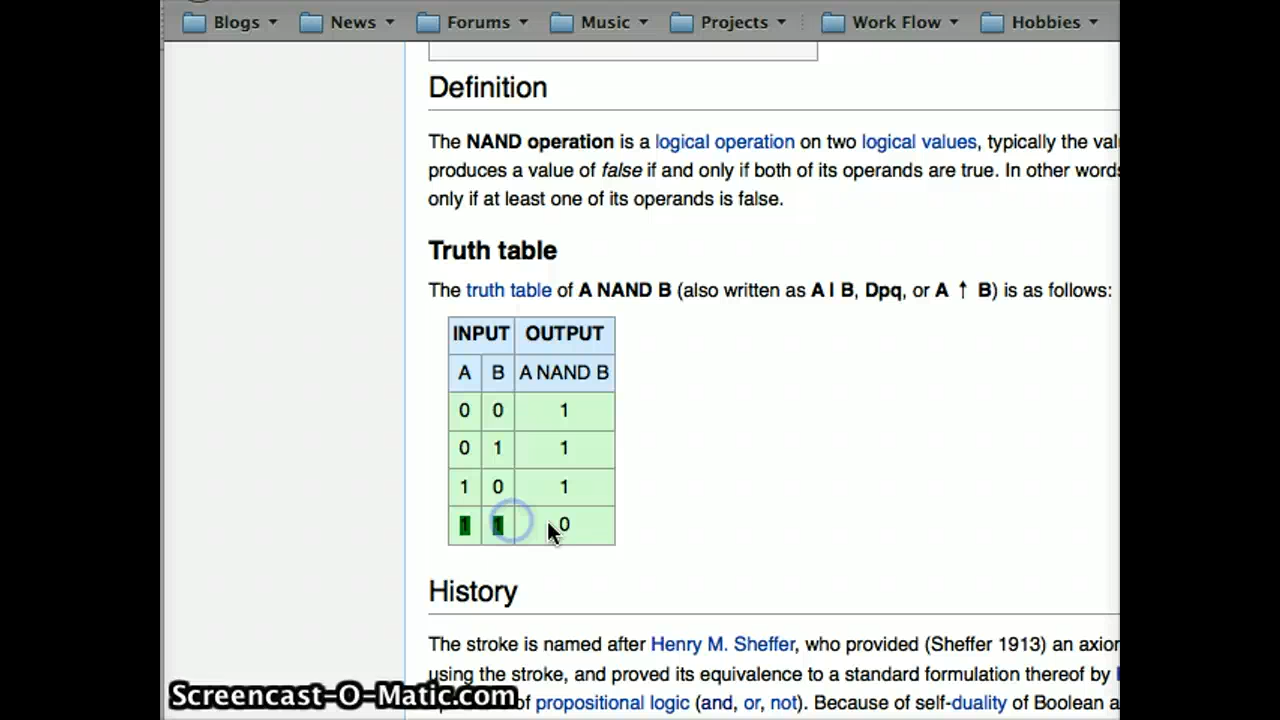 Blogs News Forums Music Projects Work Flow Hobbies
Definition
The NAND operation is a logical operation on two logical values, typically the
produces a value of false if and only if both of its operands are true. In other words
only if at least one of its operands is false.
Truth table
The truth table of A NAND B (also written as A | B, Dpq, or A ↑ B) is as follows:
INPUT OUTPUT
A B A NAND B
0 0 1
0 1 1
1 0 1
1 1 0
History
The stroke is named after Henry M. Sheffer, who provided (Sheffer 1913) an
using the stroke, and proved its equivalence to a standard formulation thereof by
of propositional logic (and, or, not). Because of self-duality of Boolean
Screencast-O-Matic.com